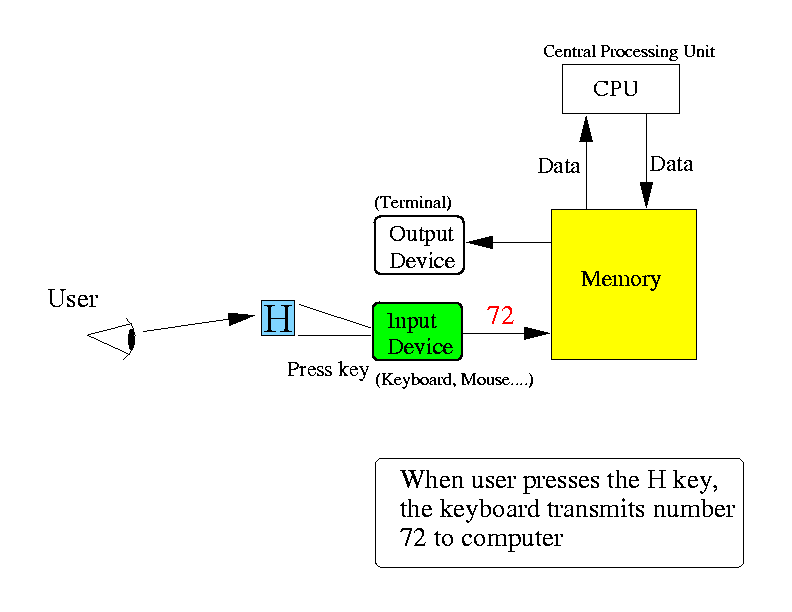 Central Processing Unit
CPU
Data
Data
(Terminal)
Output
Device
Memory
User
H
Input
Device
72
Press key
(Keyboard, Mouse....)
When user presses the H key,
the keyboard transmits number
72 to computer